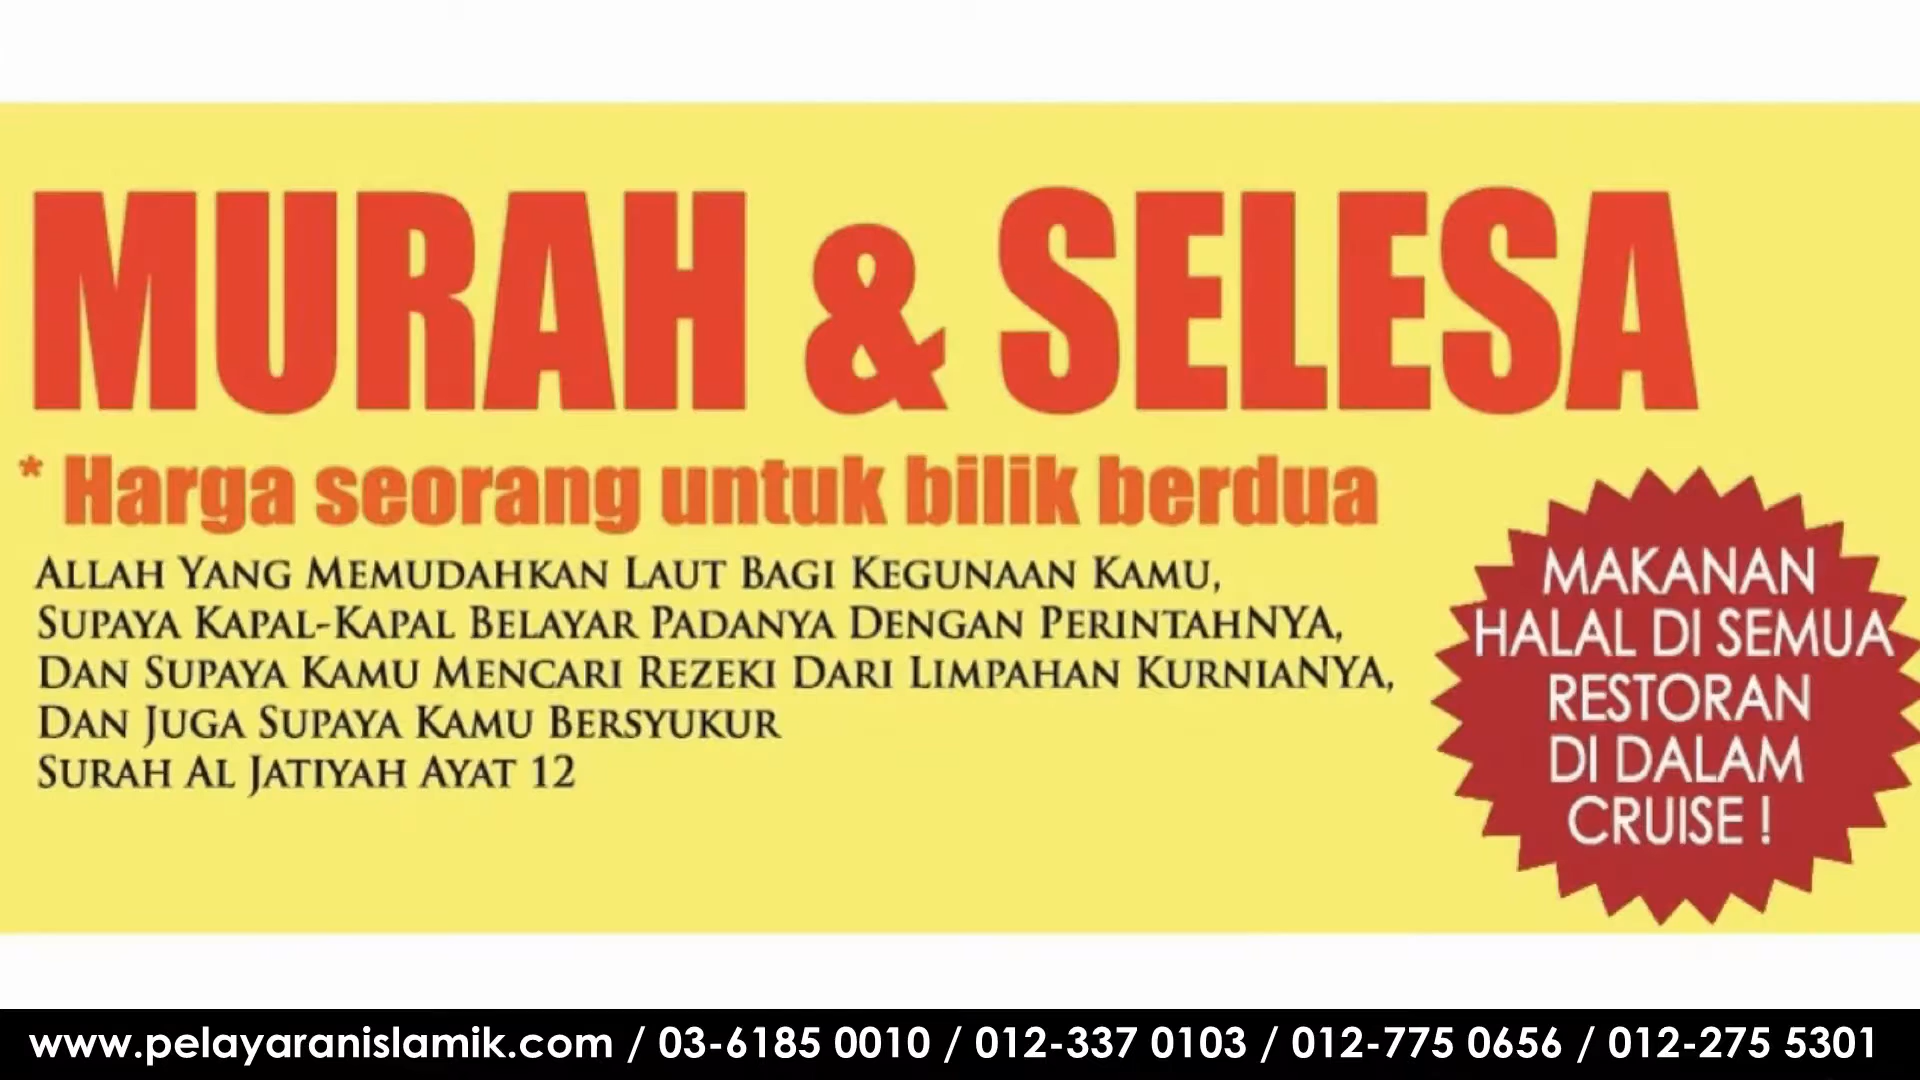 MURAH & SELESA
* Harga seorang untuk bilik berdua
ALLAH YANG MEMUDAHKAN LAUT BAGI KEGUNAAN KAMU,
SUPAYA KAPAL-KAPAL BELAYAR PADANYA DENGAN PERINTAHNYA,
DAN SUPAYA KAMU MENCARI REZEKI DARI LIMPAHAN KURNIANYA,
DAN JUGA SUPAYA KAMU BERSYUKUR
SURAH AL JATIYAH AYAT 12
MAKANAN
HALAL DI SEMUA
RESTORAN
DI DALAM
CRUISE !
www.pelayaranislamik.com / 03-6185 0010 / 012-337 0103 / 012-775 0656 / 012-275 5301